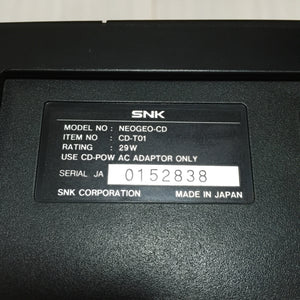 SNK
MODEL NO : NEOGEO-CD
ITEM NO : CD-T01
RATING : 29W
USE CD-POW AC ADAPTOR ONLY
SERIAL JA 0152838
SNK CORPORATION MADE IN JAPAN